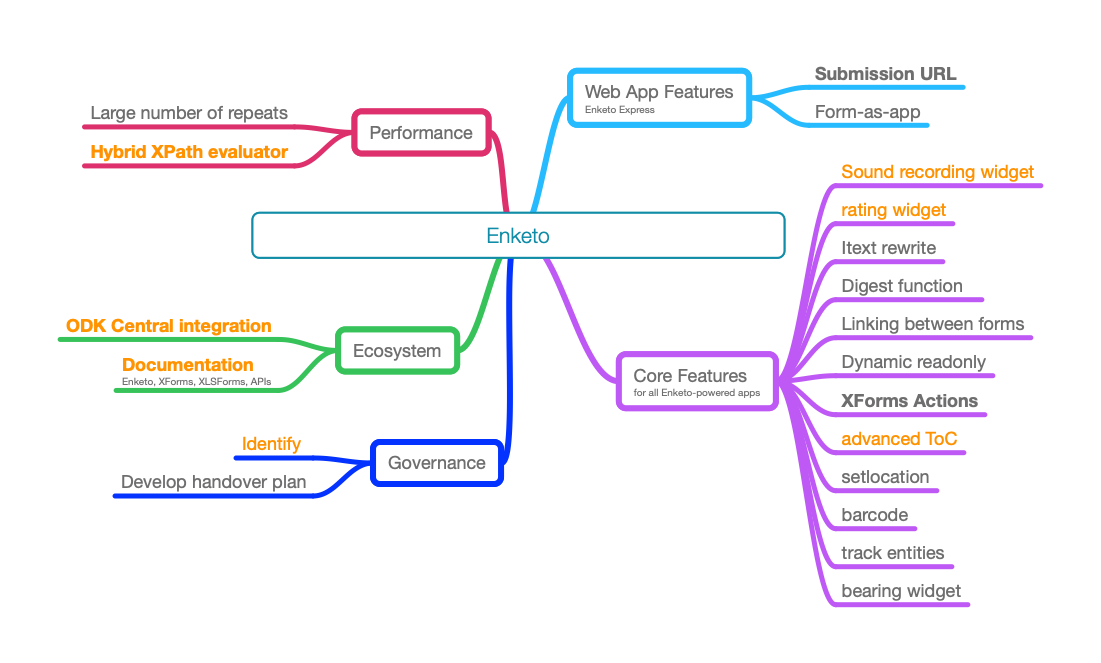 Enketo
Web App Features
Enketo Express
Submission URL
Form-as-app
Core Features
for all Enketo-powered apps
Sound recording widget
rating widget
Itext rewrite
Digest function
Linking between forms
Dynamic readonly
XForms Actions
advanced ToC
setlocation
barcode
track entities
bearing widget
Performance
Large number of repeats
Hybrid XPath evaluator
Ecosystem
ODK Central integration
Documentation
Enketo, XForms, XLSForms, APIs
Governance
Identify
Develop handover plan